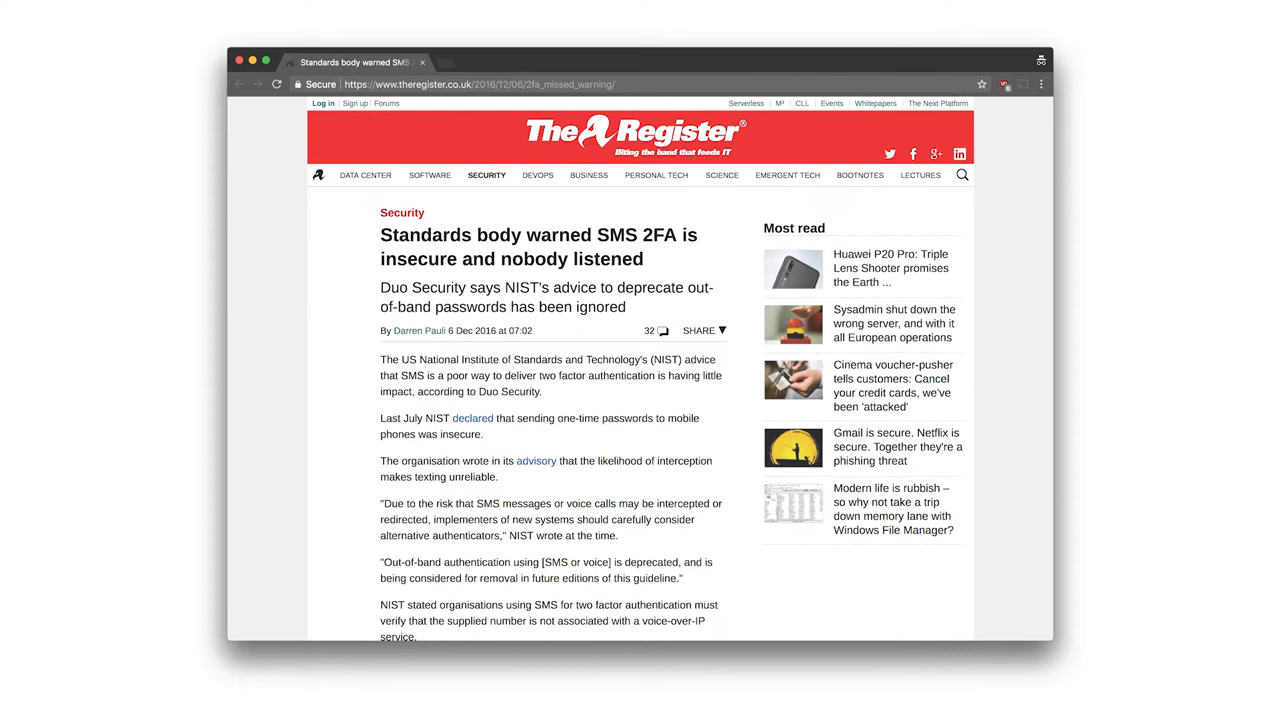 Standards body warned SMS
Secure https://www.theregister.co.uk/2016/12/06/2fa_missed_warning/
Log in Sign up Forums
Serverless M³ CLL Events Whitepapers The Next Platform
The Register®
Biting the hand that feeds IT
DATA CENTER SOFTWARE SECURITY DEVOPS BUSINESS PERSONAL TECH SCIENCE EMERGENT TECH BOOTNOTES LECTURES
Security
Standards body warned SMS 2FA is
insecure and nobody listened
Duo Security says NIST's advice to deprecate out-
of-band passwords has been ignored
By Darren Pauli 6 Dec 2016 at 07:02
32 SHARE ▼
The US National Institute of Standards and Technology's (NIST) advice
that SMS is a poor way to deliver two factor authentication is having little
impact, according to Duo Security.
Last July NIST declared that sending one-time passwords to mobile
phones was insecure.
The organisation wrote in its advisory that the likelihood of interception
makes texting unreliable.
"Due to the risk that SMS messages or voice calls may be intercepted or
redirected, implementers of new systems should carefully consider
alternative authenticators," NIST wrote at the time.
"Out-of-band authentication using [SMS or voice] is deprecated, and is
being considered for removal in future editions of this guideline."
NIST stated organisations using SMS for two factor authentication must
verify that the supplied number is not associated with a voice-over-IP
service.
Most read
Huawei P20 Pro: Triple
Lens Shooter promises
the Earth ...
Sysadmin shut down the
wrong server, and with it
all European operations
Cinema voucher-pusher
tells customers: Cancel
your credit cards, we've
been 'attacked'
Gmail is secure. Netflix is
secure. Together they're a
phishing threat
Modern life is rubbish –
so why not take a trip
down memory lane with
Windows File Manager?